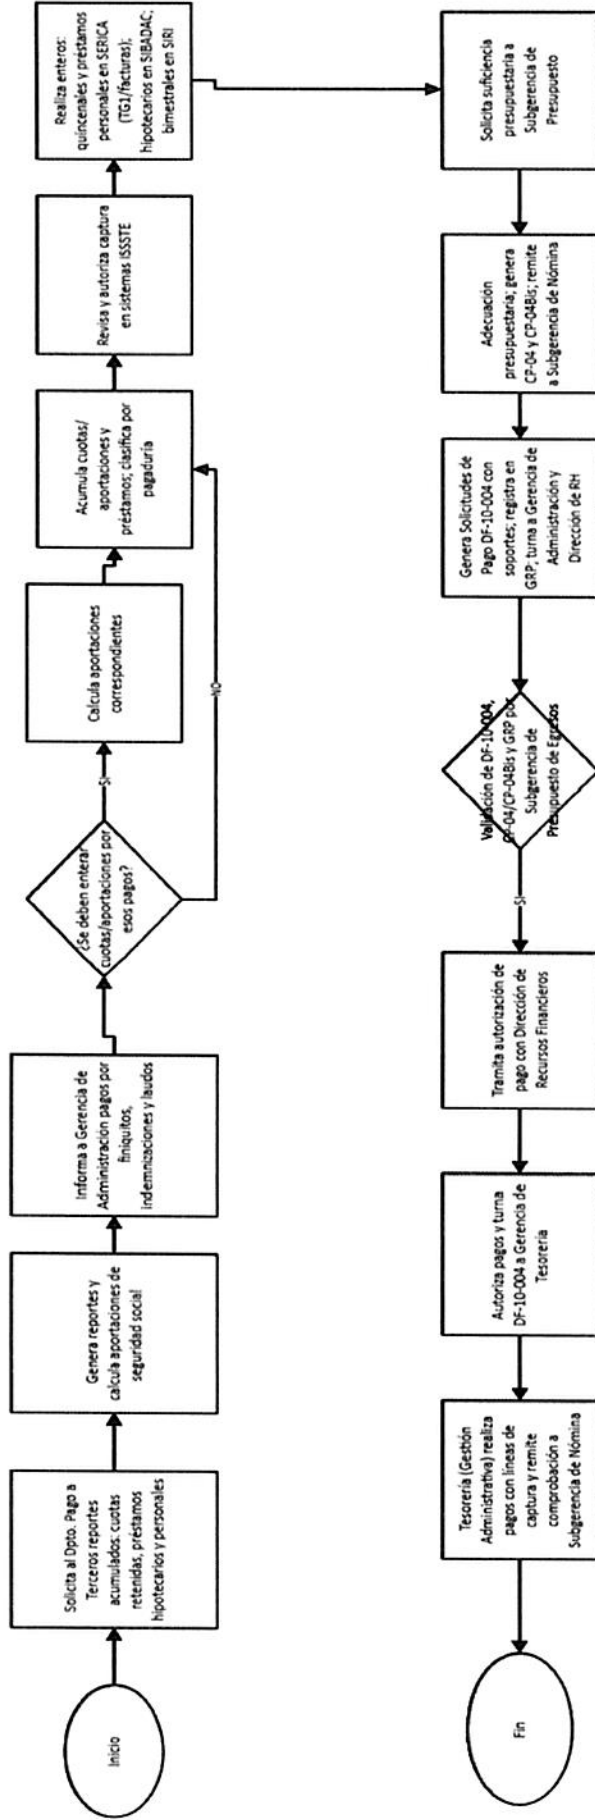 Inicio
Solicita al Dpto. Pago a
Terceros reportes
acumulados: cuotas
retenidas, préstamos
hipotecarios y personales
Genera reportes y
calcula aportaciones de
seguridad social
Informa a Gerencia de
Administración pagos por
finiquitos,
indemnizaciones y laudos
¿Se deben enterar
cuotas/aportaciones por
esos pagos?
SI
NO
Calcula aportaciones
correspondientes
Acumula cuotas/
aportaciones y
préstamos; clasifica por
pagaduría
Revisa y autoriza captura
en sistemas ISSSTE
Realiza enteros:
quincenales y préstamos
personales en SERICA
(TG1/facturas);
hipotecarios en SIBADAC;
bimestrales en SIRI
Solicita suficiencia
presupuestaria a
Subgerencia de
Presupuesto
Adecuación
presupuestaria; genera
CP-04 y CP-04Bis; remite
a Subgerencia de Nómina
Genera Solicitudes de
Pago DF-10-004 con
soportes; registra en
GRP; turna a Gerencia de
Administración y
Dirección de RH
Validación de DF-10-004,
CP-04/CP-04Bis y GRP por
Subgerencia de
Presupuesto de Egresos
SI
Tramita autorización de
pago con Dirección de
Recursos Financieros
Autoriza pagos y turna
DF-10-004 a Gerencia de
Tesorería
Tesorería (Gestión
Administrativa) realiza
pagos con líneas de
captura y remite
comprobación a
Subgerencia de Nómina
Fin